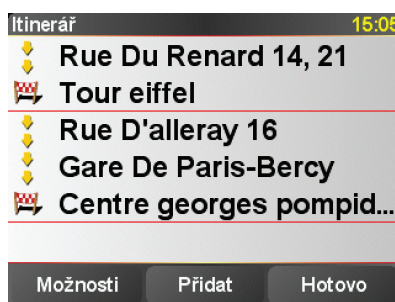 Itinerář 15:05
Rue Du Renard 14, 21
Tour eiffel
Rue D'alleray 16
Gare De Paris-Bercy
Centre georges pompid...
Možnosti Přidat Hotovo